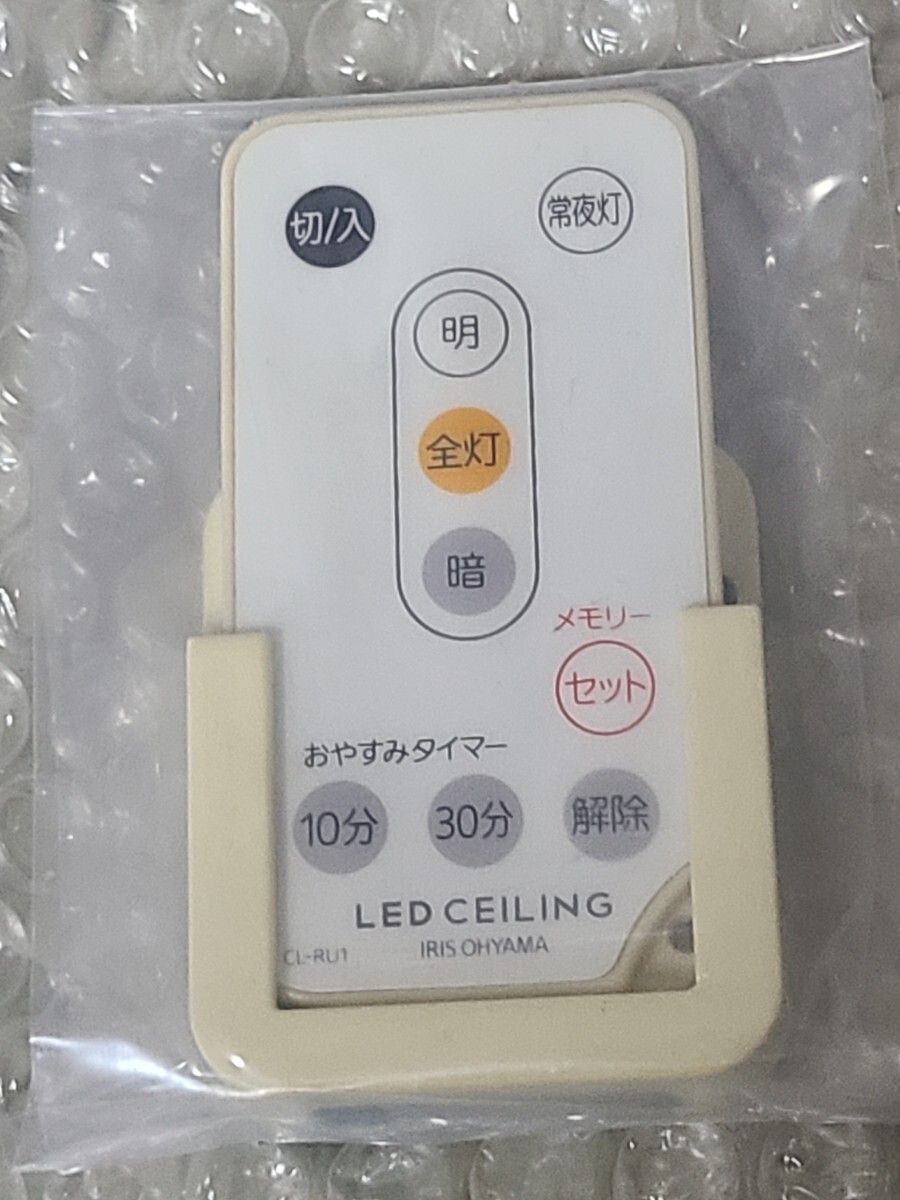 切/入 常夜灯
明
全灯
暗
メモリー
セット
おやすみタイマー
10分 30分 解除
LED CEILING
CL-RU1 IRIS OHYAMA